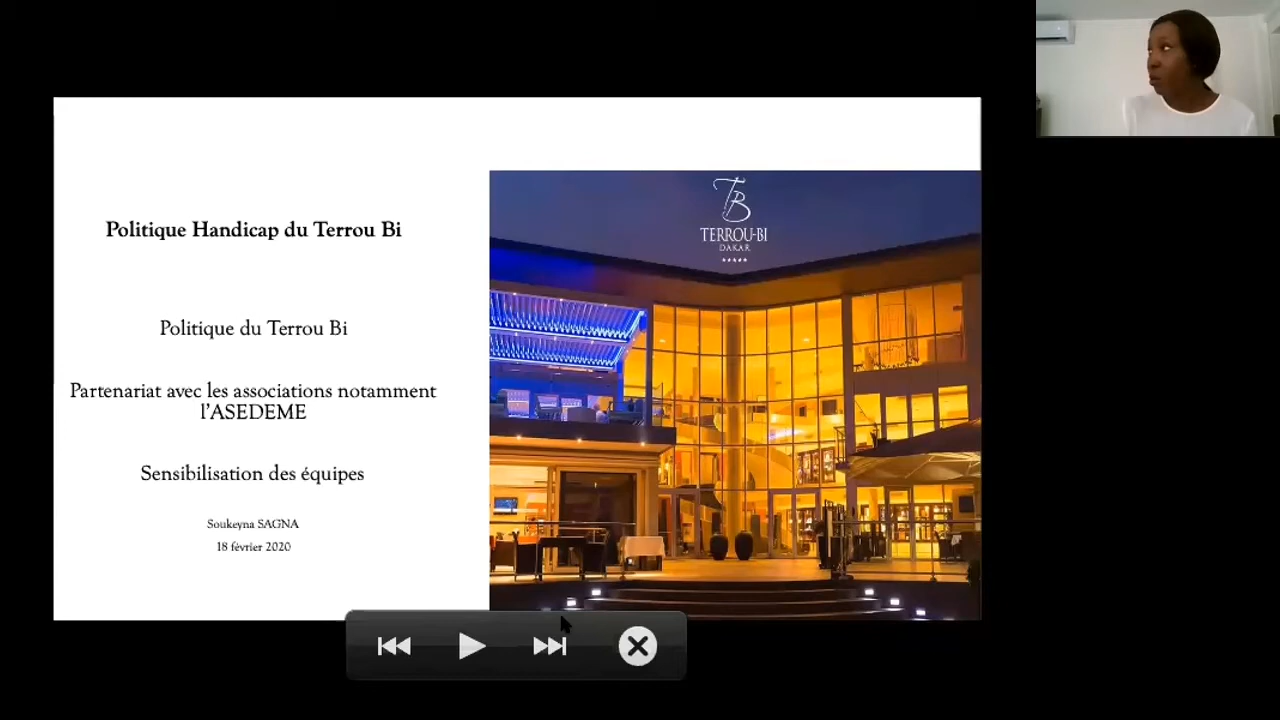 Politique Handicap du Terrou Bi
Politique du Terrou Bi
Partenariat avec les associations notamment
l'ASEDEME
Sensibilisation des équipes
Soukeyna SAGNA
18 février 2020
TB
TERROU-BI
DAKAR